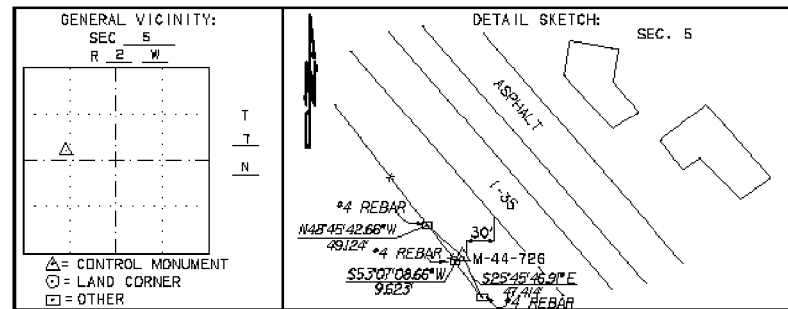 GENERAL VICINITY:
SEC 5
R 2 W
T
7
N
△= CONTROL MONUMENT
⊙= LAND CORNER
⊡= OTHER
DETAIL SKETCH:
SEC. 5
ASPHALT
I-35
#4 REBAR
N48°45'42.66"W
49.124'
30'
#4 REBAR
M-44-726
S53°07'08.66"W
9.623'
S25°45'46.91"E
47.414'
#4 REBAR